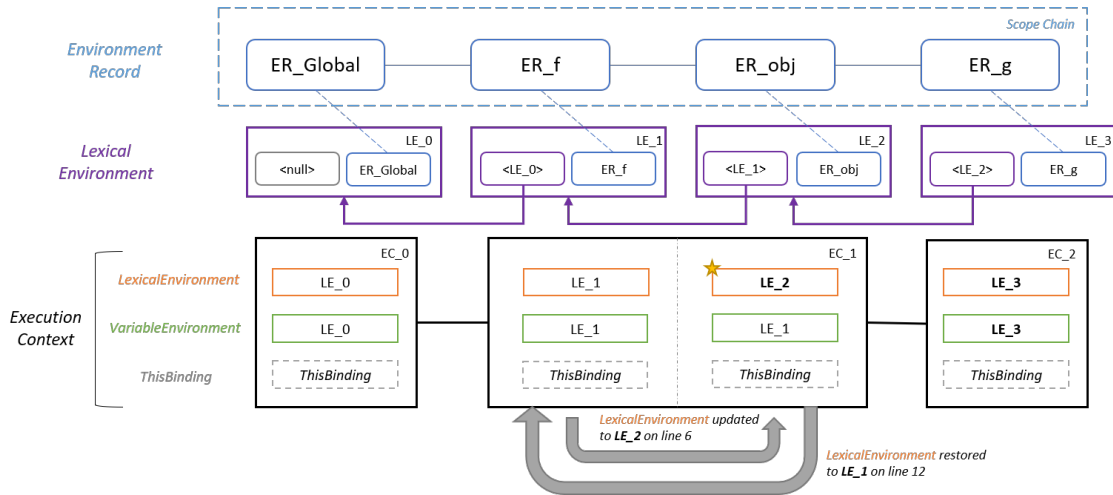 Scope Chain
Environment
Record
ER_Global
ER_f
ER_obj
ER_g
Lexical
Environment
LE_0
<null>
ER_Global
LE_1
<LE_0>
ER_f
LE_2
<LE_1>
ER_obj
LE_3
<LE_2>
ER_g
Execution
Context
LexicalEnvironment
VariableEnvironment
ThisBinding
EC_0
LE_0
LE_0
ThisBinding
EC_1
LE_1
LE_1
ThisBinding
LE_2
LE_1
ThisBinding
EC_2
LE_3
LE_3
ThisBinding
LexicalEnvironment updated
to LE_2 on line 6
LexicalEnvironment restored
to LE_1 on line 12